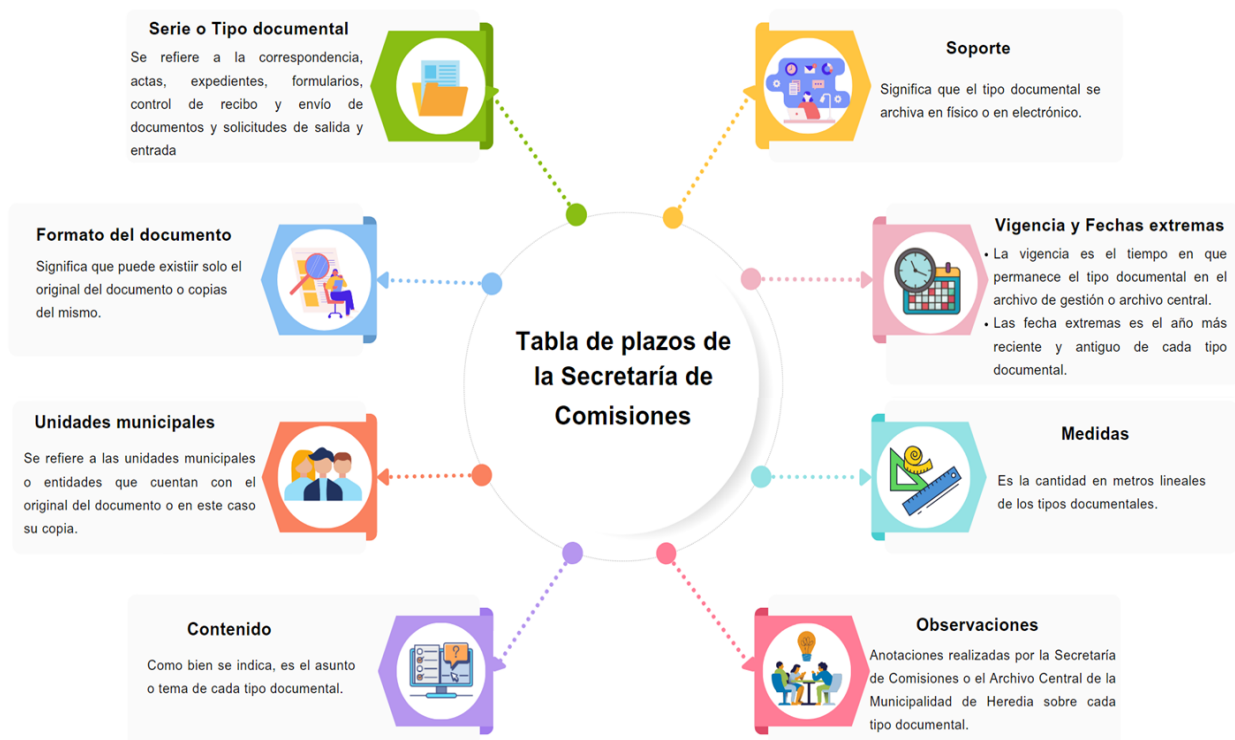 Serie o Tipo documental
Se refiere a la correspondencia,
actas, expedientes, formularios,
control de recibo y envío de
documentos y solicitudes de salida y
entrada
Soporte
Significa que el tipo documental se
archiva en físico o en electrónico.
Formato del documento
Significa que puede existiir solo el
original del documento o copias
del mismo.
Vigencia y Fechas extremas
• La vigencia es el tiempo en que
permanece el tipo documental en el
archivo de gestión o archivo central.
• Las fecha extremas es el año más
reciente y antiguo de cada tipo
documental.
Tabla de plazos de
la Secretaría de
Comisiones
Unidades municipales
Se refiere a las unidades municipales
o entidades que cuentan con el
original del documento o en este caso
su copia.
Medidas
Es la cantidad en metros lineales
de los tipos documentales.
Contenido
Como bien se indica, es el asunto
o tema de cada tipo documental.
?
Observaciones
Anotaciones realizadas por la Secretaría
de Comisiones o el Archivo Central de la
Municipalidad de Heredia sobre cada
tipo documental.